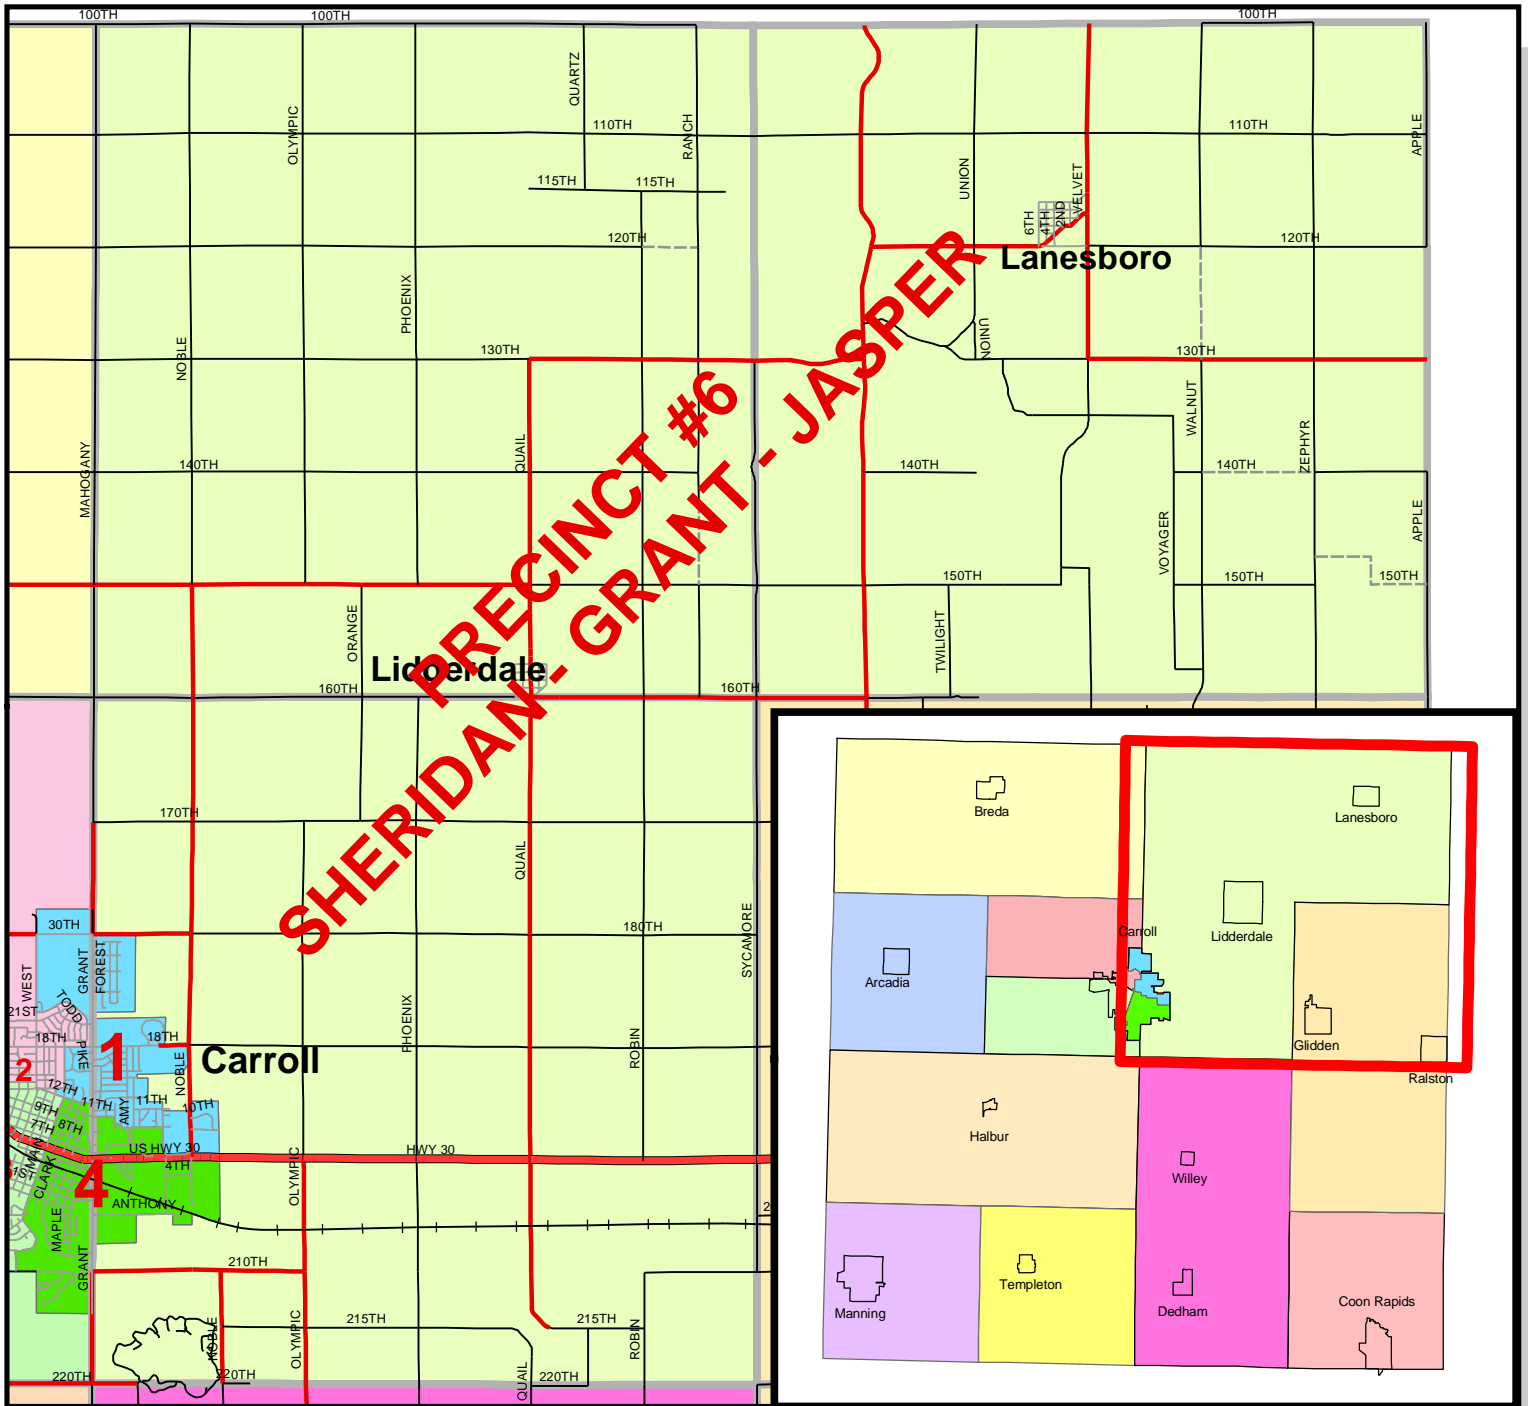 100TH
100TH
100TH
QUARTZ
OLYMPIC
110TH
RANCH
110TH
APPLE
115TH
115TH
UNION
VELVET
6TH
4TH
2ND
120TH
120TH
Lanesboro
PHOENIX
NOBLE
130TH
UNION
130TH
PRECINCT #6
SHERIDAN - GRANT - JASPER
MAHOGANY
140TH
QUAIL
140TH
WALNUT
140TH
ZEPHYR
VOYAGER
APPLE
150TH
150TH
150TH
ORANGE
TWILIGHT
Lidderdale
160TH
160TH
170TH
QUAIL
30TH
180TH
SYCAMORE
WEST
GRANT
FOREST
TODD
21ST
18TH
PIKE
1
18TH
2
NOBLE
Carroll
PHOENIX
ROBIN
12TH
11TH
AMY
11TH
10TH
9TH
7TH
8TH
US HWY 30
HWY 30
CLARK
4
4TH
OLYMPIC
ANTHONY
MAPLE
GRANT
210TH
NOBLE
OLYMPIC
215TH
215TH
ROBIN
220TH
220TH
QUAIL
220TH
Breda
Lanesboro
Carroll
Lidderdale
Arcadia
Glidden
Ralston
Halbur
Willey
Manning
Templeton
Dedham
Coon Rapids